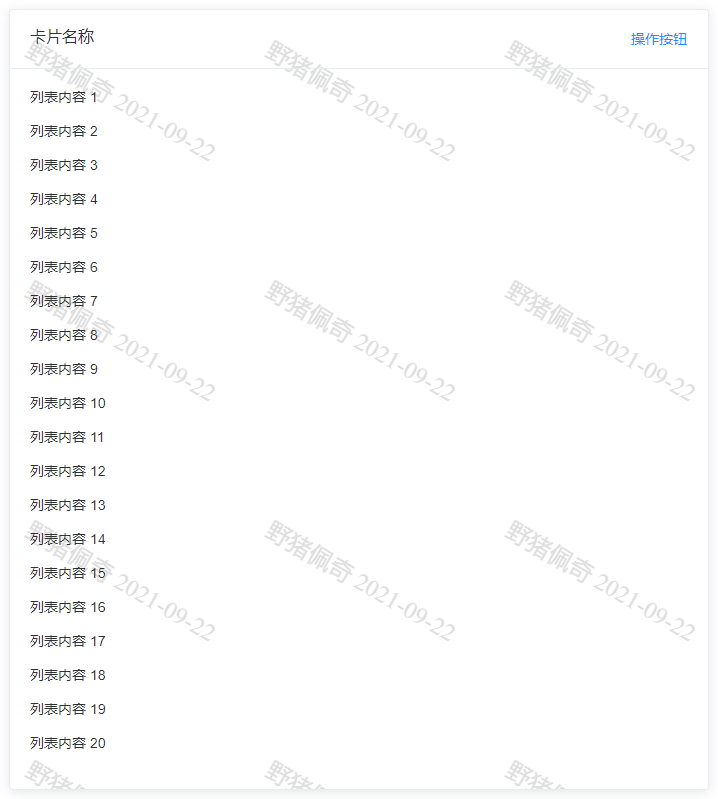 卡片名称
操作按钮
野猪佩奇 2021-09-22
野猪佩奇 2021-09-22
野猪佩奇 2021-09-22
列表内容 1
列表内容 2
列表内容 3
列表内容 4
列表内容 5
列表内容 6
列表内容 7
野猪佩奇 2021-09-22
野猪佩奇 2021-09-22
野猪佩奇 2021-09-22
列表内容 8
列表内容 9
列表内容 10
列表内容 11
列表内容 12
列表内容 13
列表内容 14
野猪佩奇 2021-09-22
野猪佩奇 2021-09-22
野猪佩奇 2021-09-22
列表内容 15
列表内容 16
列表内容 17
列表内容 18
列表内容 19
列表内容 20
野猪
野猪
野猪